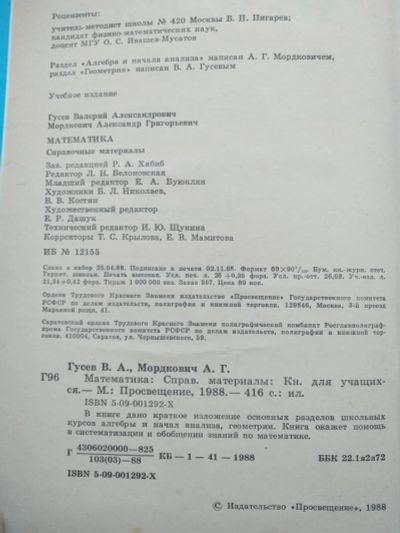 Рецензенты:
учитель-методист школы № 420 Москвы Б. П. Пигарев;
кандидат физико-математических наук,
доцент МГУ О. С. Ивашев-Мусатов
Раздел «Алгебра и начала анализа» написан А. Г. Мордковичем,
раздел «Геометрия» написан В. А. Гусевым.
Учебное издание
Гусев Валерий Александрович
Мордкович Александр Григорьевич
МАТЕМАТИКА
Справочные материалы
Зав. редакцией Р. А. Хабиб
Редактор Л. Н. Белоновская
Младший редактор Е. А. Буюклян
Художники Б. Л. Николаев,
В. В. Костин
Художественный редактор
Е. Р. Дашук
Технический редактор И. Ю. Щукина
Корректоры Т. С. Крылова, Е. В. Мамитова
ИБ № 12155
Сдано в набор 25.04.88. Подписано к печати 02.11.88. Формат 60×90¹/₁₆. Бум. кн.-журн. отеч.
Гарнит. школьн. Печать высокая. Усл. печ. л. 26 +0,25 форз. Усл. кр.-отт. Уч.-изд. л.
21,54+0,42 форз. Тираж 1 000 000 экз. Заказ Цена 80 коп.
Ордена Трудового Красного Знамени издательство «Просвещение» Государственного комитета
РСФСР по делам издательств, полиграфии и книжной торговли. 129846, Москва, 3-й проезд
Марьиной рощи, 41.
Саратовский ордена Трудового Красного Знамени полиграфический комбинат Росглавполиграф-
прома Государственного комитета РСФСР по делам издательств, полиграфии и книжной тор-
говли. 410004, Саратов, ул. Чернышевского, 59.
Гусев В. А., Мордкович А. Г.
Г96 Математика: Справ. материалы: Кн. для учащих-
ся.— М.: Просвещение, 1988.— 416 с.: ил.
ISBN 5-09-001292-X
В книге дано краткое изложение основных разделов школьных
курсов алгебры и начал анализа, геометрии. Книга окажет помощь
в систематизации и обобщении знаний по математике.
Г 4306020000—825
103(03)—88 КБ—1—41—1988 ББК 22.1я2я72
ISBN 5-09-001292-X
© Издательство «Просвещение», 1988